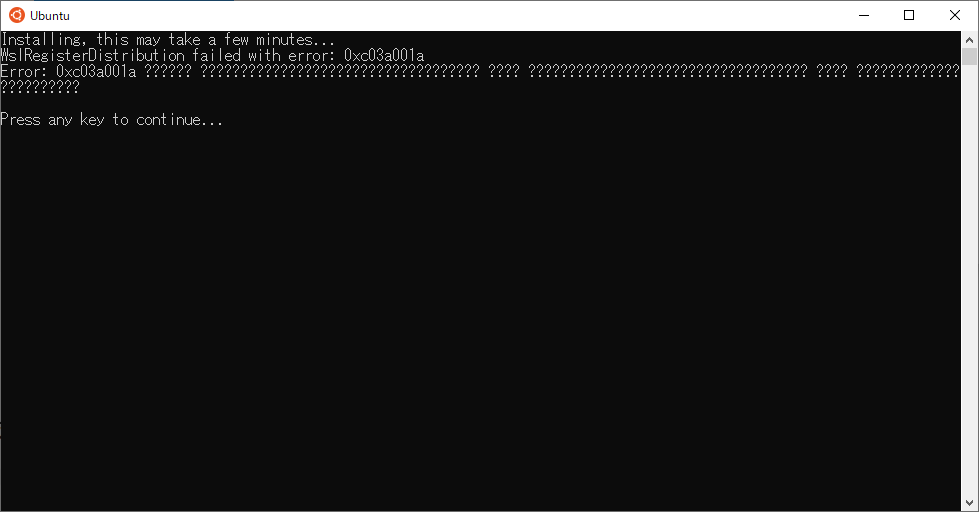 Ubuntu
Installing, this may take a few minutes...
WslRegisterDistribution failed with error: 0xc03a001a
Error: 0xc03a001a ?????? ??????????????????????????????????? ???? ??????????????????????????????????? ???? ?????????????
??????????
Press any key to continue...